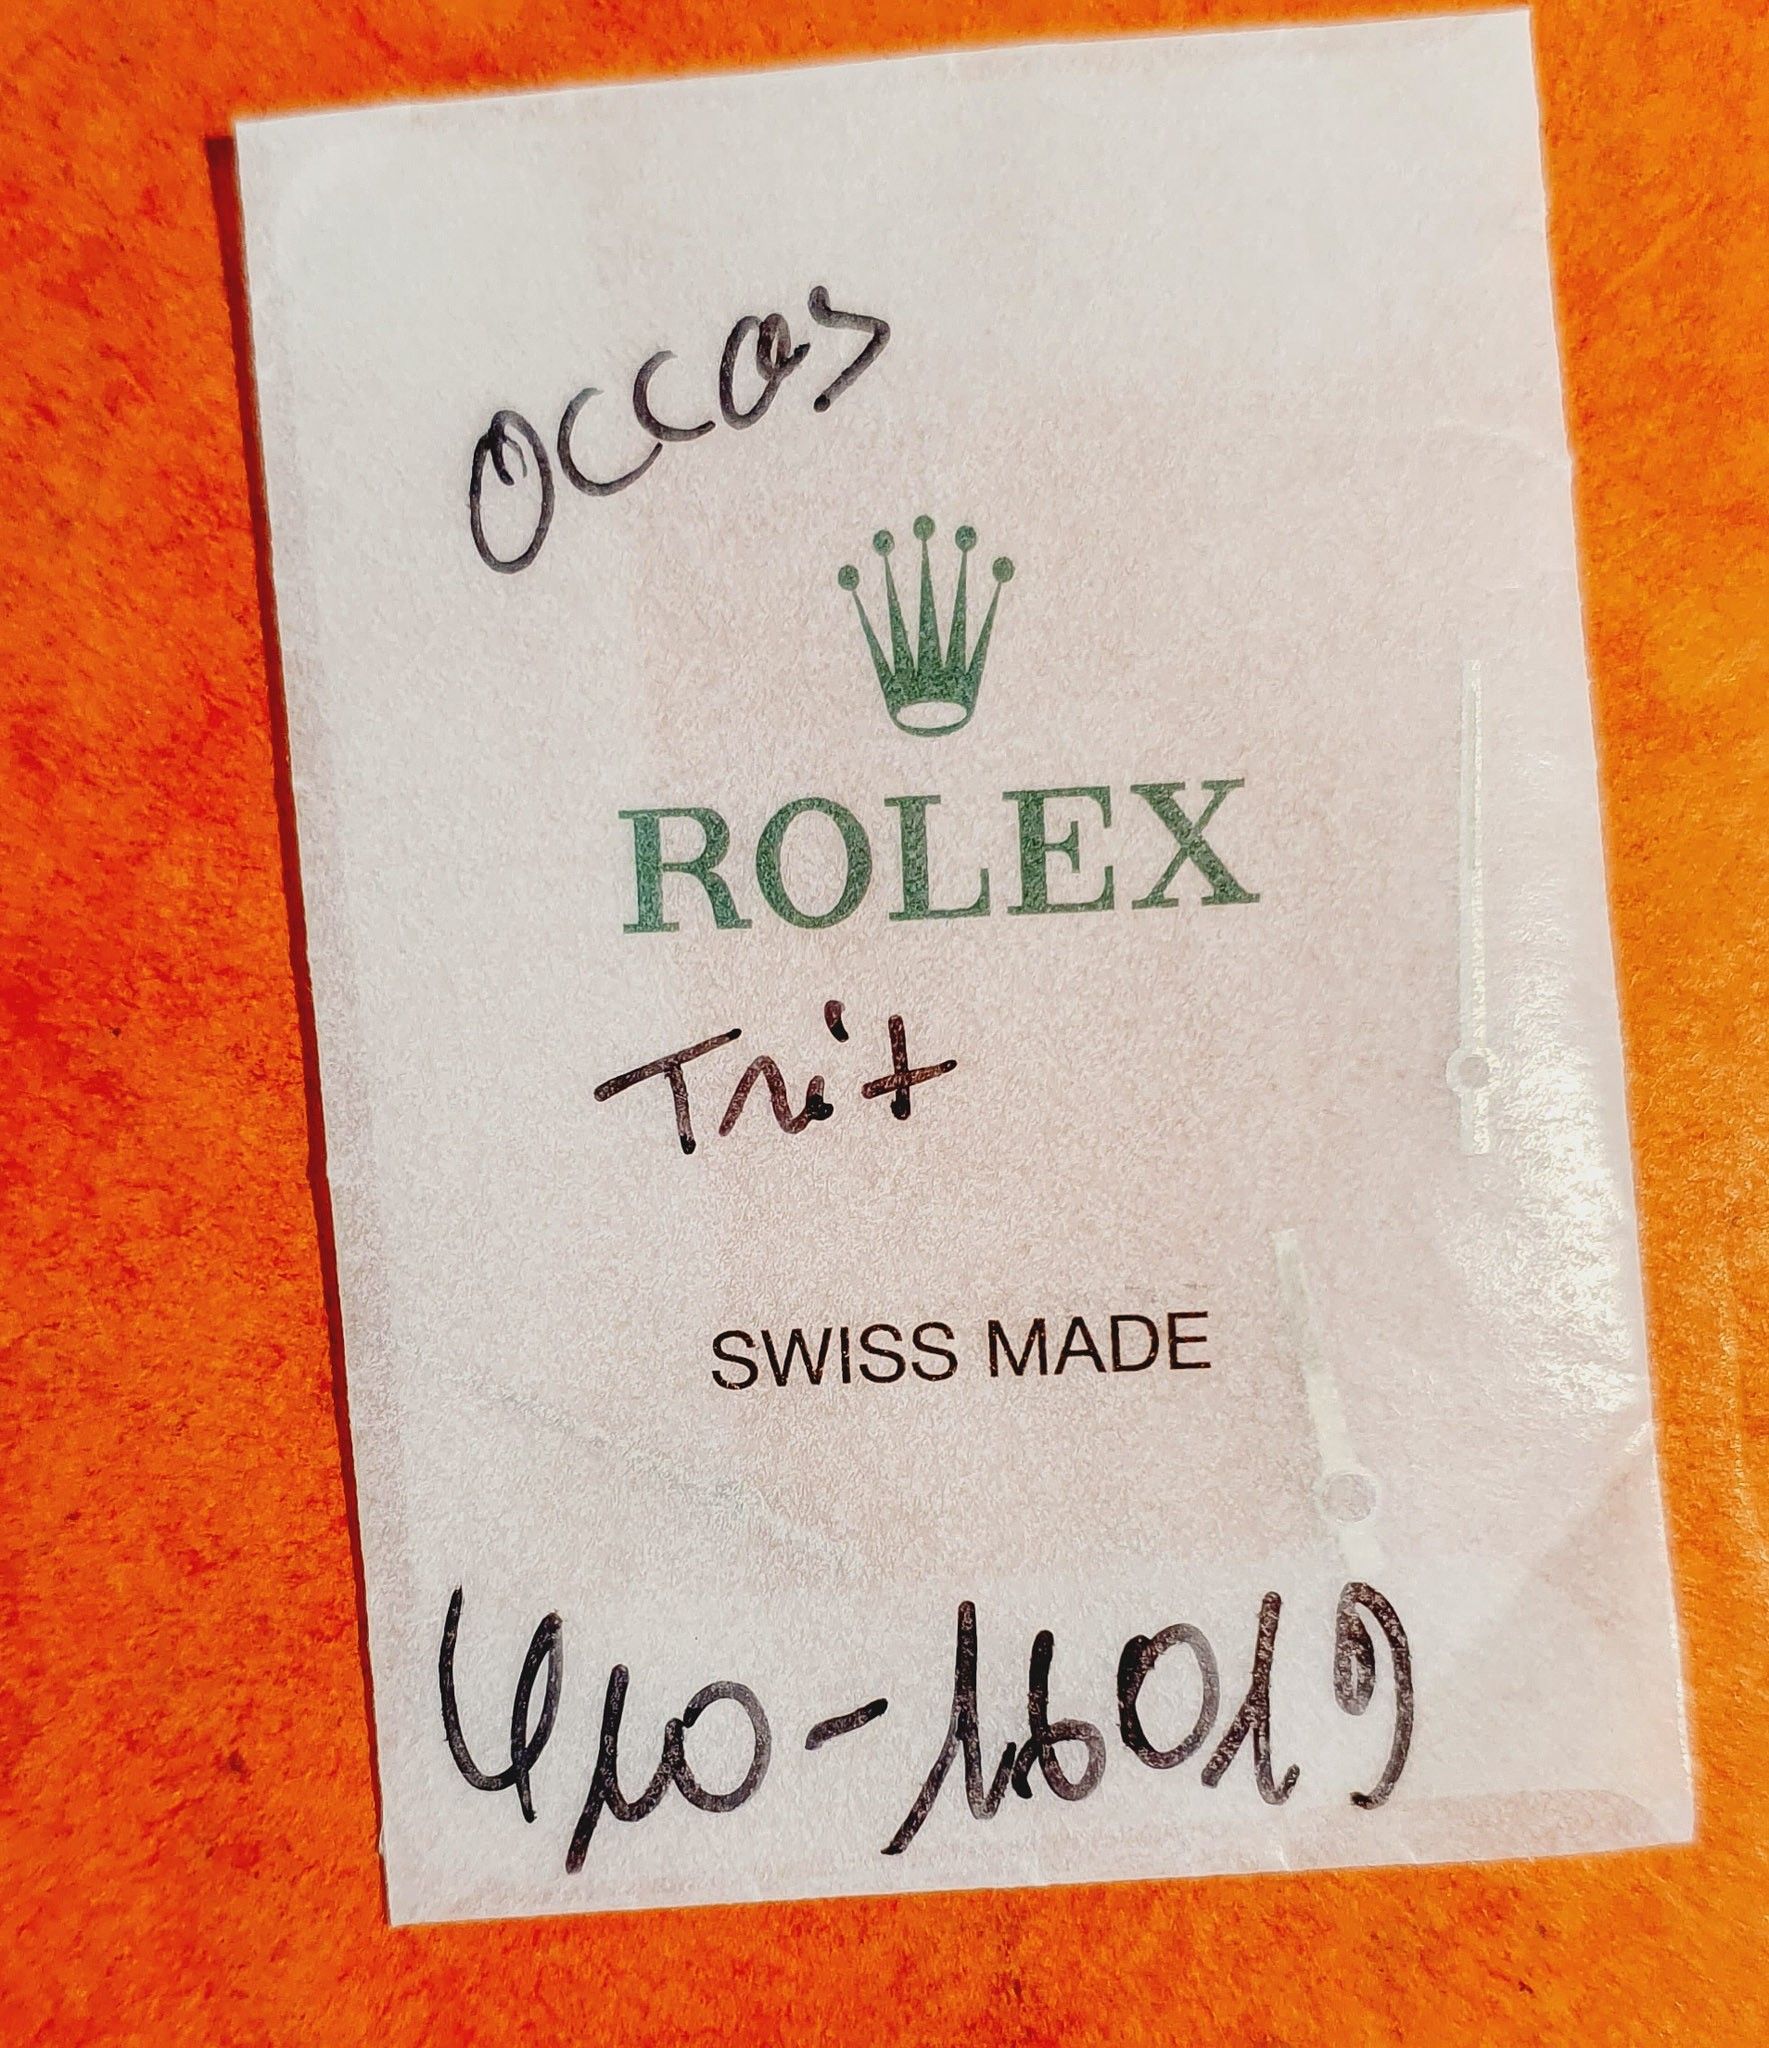 occas
ROLEX
Trit
SWISS MADE
410-16019